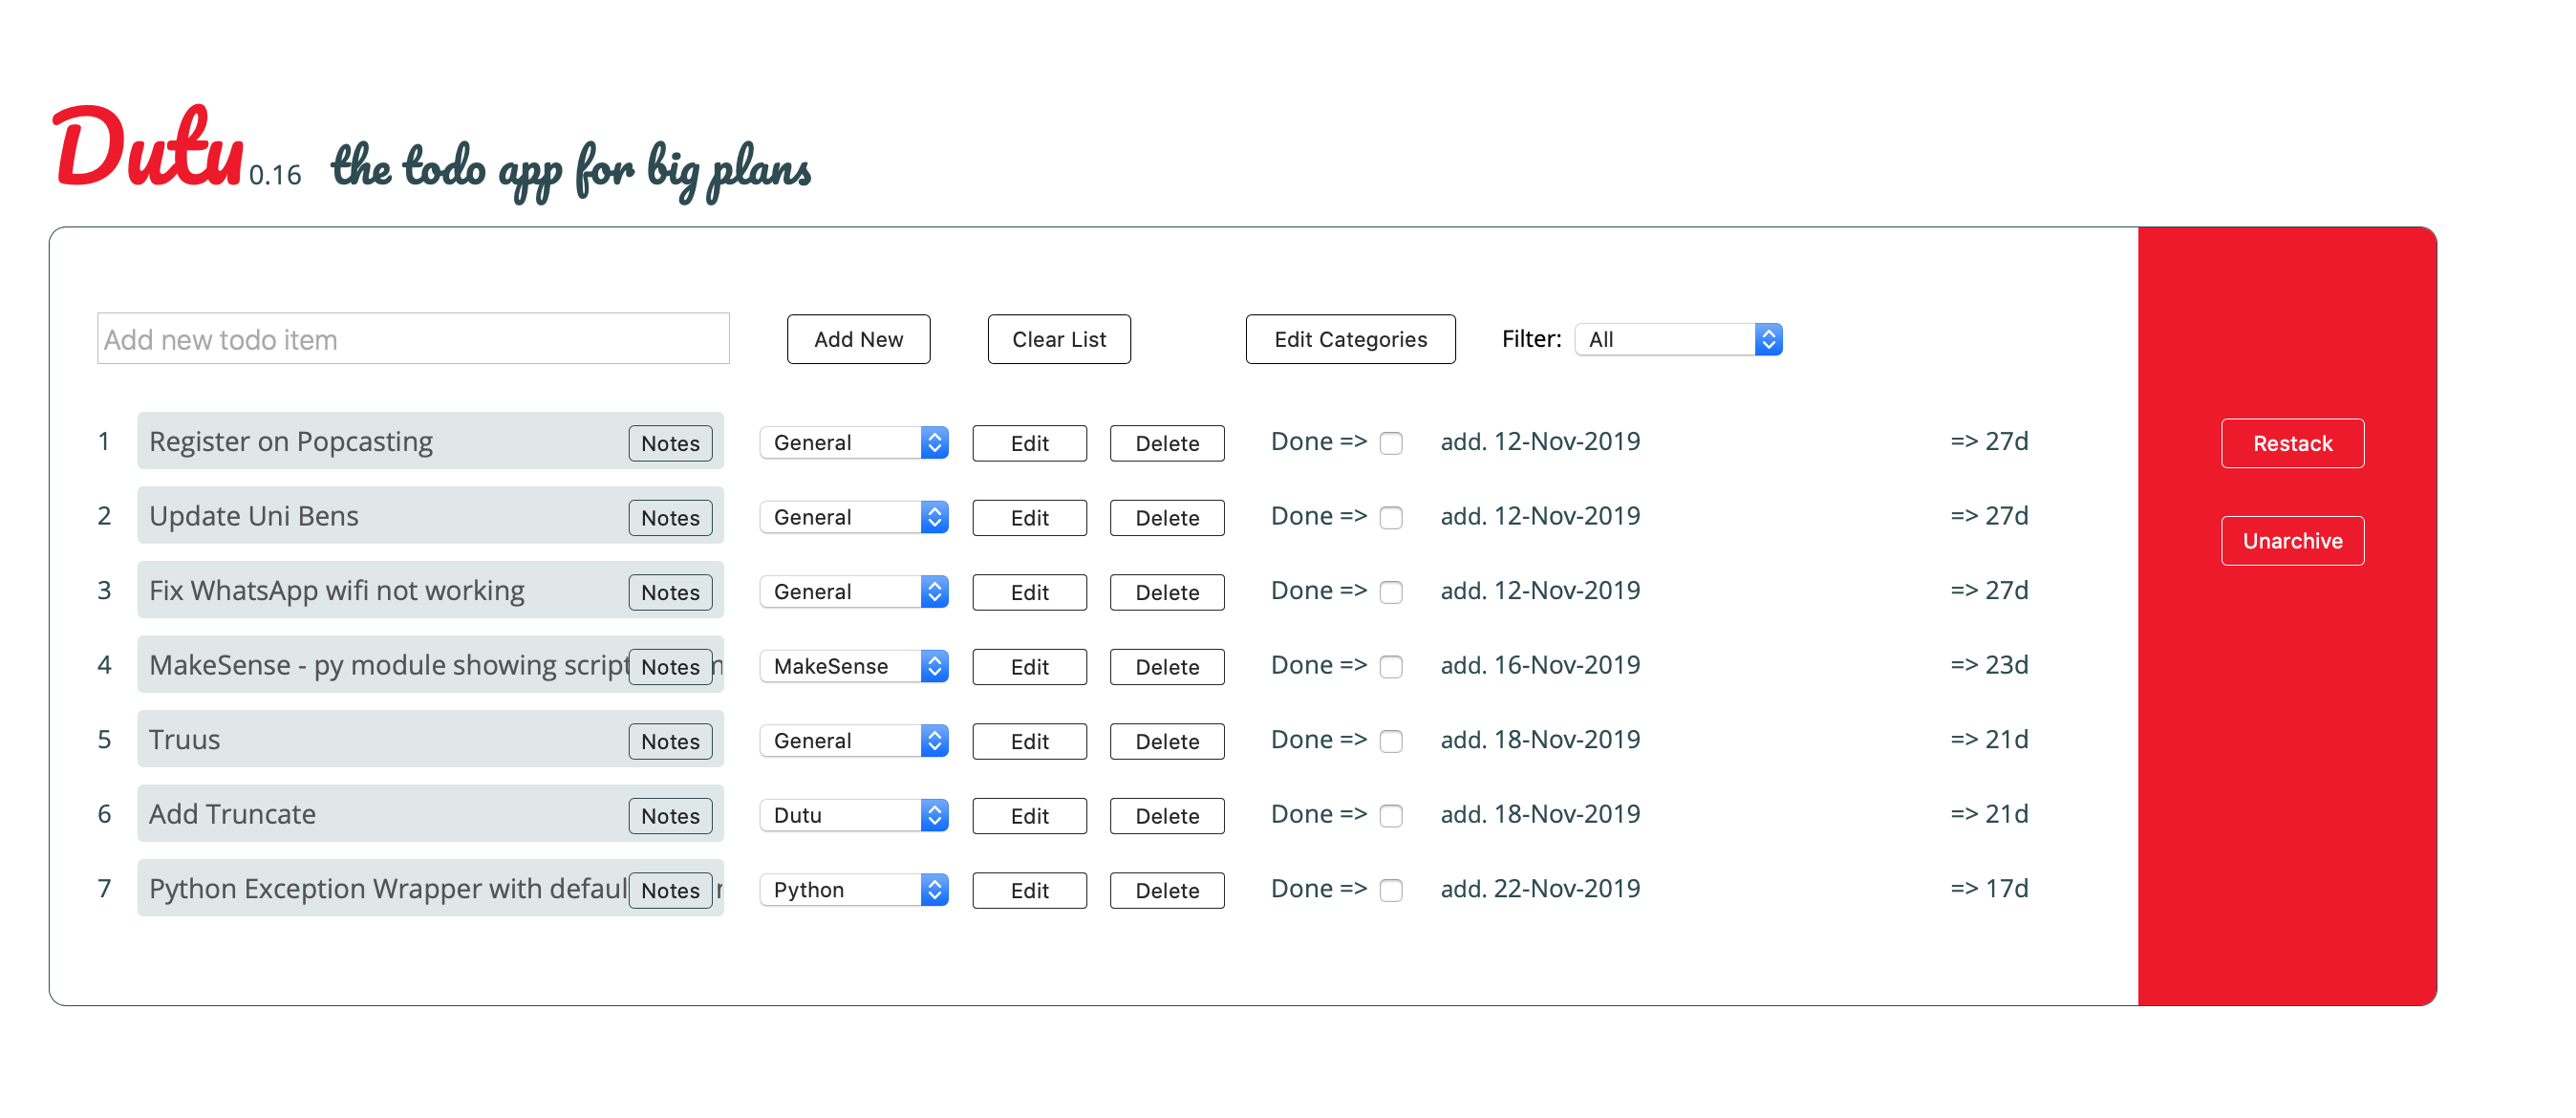 Dutu 0.16 the todo app for big plans
Add new todo item Add New Clear List Edit Categories Filter: All
1 Register on Popcasting Notes General Edit Delete Done => add. 12-Nov-2019 => 27d Restack
2 Update Uni Bens Notes General Edit Delete Done => add. 12-Nov-2019 => 27d Unarchive
3 Fix WhatsApp wifi not working Notes General Edit Delete Done => add. 12-Nov-2019 => 27d
4 MakeSense - py module showing script Notes MakeSense Edit Delete Done => add. 16-Nov-2019 => 23d
5 Truus Notes General Edit Delete Done => add. 18-Nov-2019 => 21d
6 Add Truncate Notes Dutu Edit Delete Done => add. 18-Nov-2019 => 21d
7 Python Exception Wrapper with defaul Notes Python Edit Delete Done => add. 22-Nov-2019 => 17d